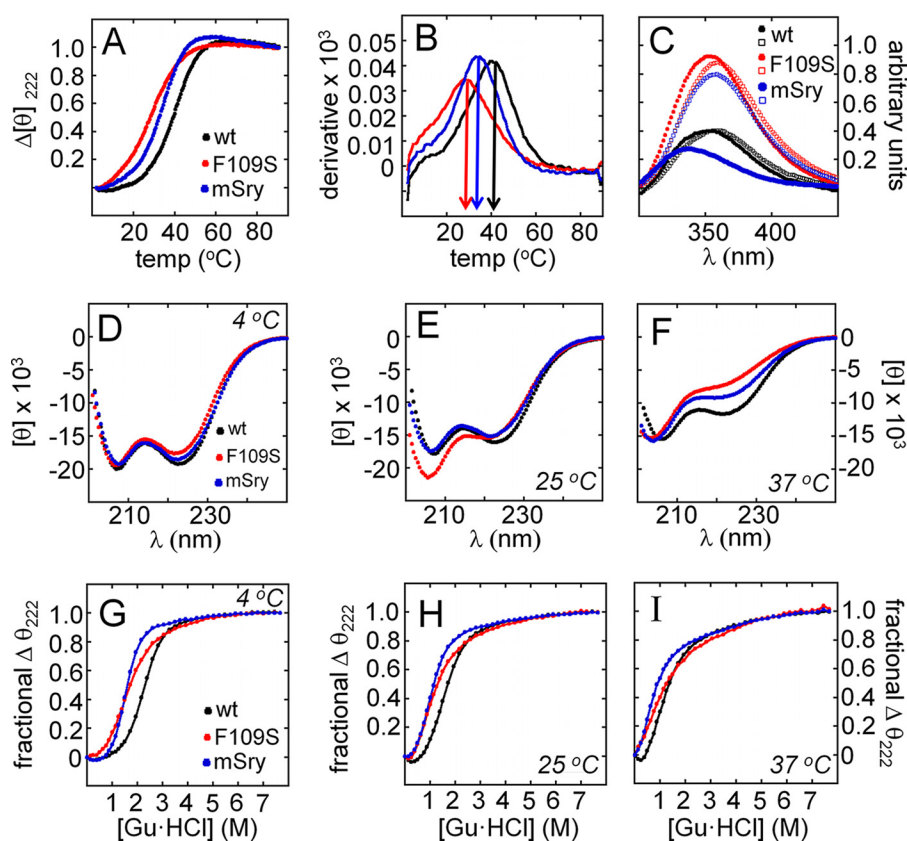 A
Δ[θ] 222
1.0
0.8
0.6
0.4
0.2
wt
F109S
mSry
20 40 60 80
temp (°C)
B
derivative x 10³
0.05
0.04
0.03
0.02
0.01
0
20 40 60 80
temp (°C)
C
wt
F109S
mSry
1.0
0.8
0.6
0.4
0.2
arbitrary units
350 400
λ (nm)
D
4 °C
[θ] x 10³
0
-5
-10
-15
-20
wt
F109S
mSry
210 230
λ (nm)
E
25 °C
[θ] x 10³
0
-5
-10
-15
-20
210 230
λ (nm)
F
37 °C
0
-5
-10
-15
-20
[θ] x 10³
210 230
λ (nm)
G
4 °C
fractional Δ θ222
1.0
0.8
0.6
0.4
0.2
0
wt
F109S
mSry
1 2 3 4 5 6 7
[Gu·HCl] (M)
H
25 °C
fractional Δ θ222
1.0
0.8
0.6
0.4
0.2
0
1 2 3 4 5 6 7
[Gu·HCl] (M)
I
37 °C
1.0
0.8
0.6
0.4
0.2
0
fractional Δ θ222
1 2 3 4 5 6 7
[Gu·HCl] (M)